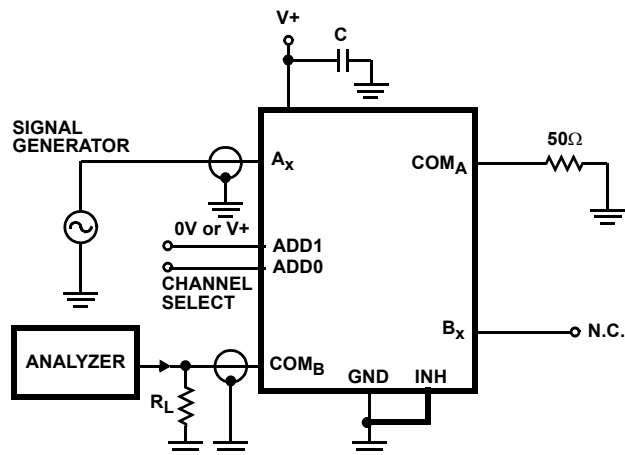 V+
C
SIGNAL
GENERATOR
Ax
COMA
50Ω
0V or V+
ADD1
ADD0
CHANNEL
SELECT
Bx
N.C.
ANALYZER
COMB
GND
INH
RL